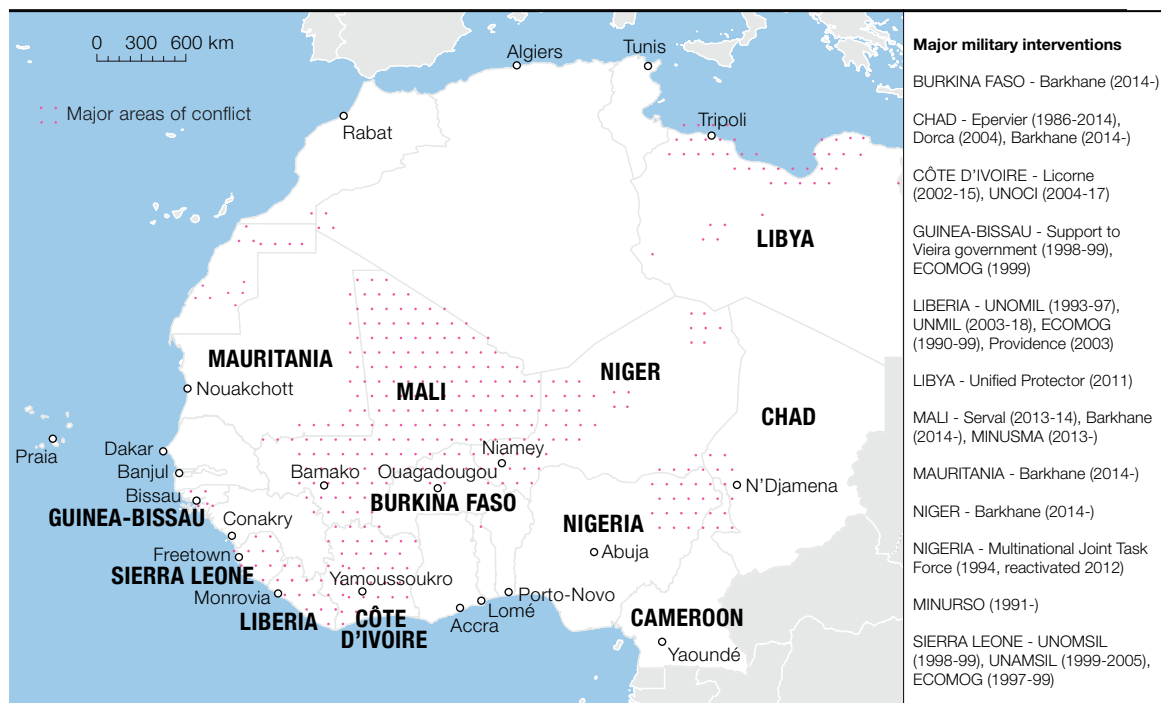 0 300 600 km
Major areas of conflict
Algiers
Tunis
Rabat
Tripoli
LIBYA
MAURITANIA
Nouakchott
MALI
NIGER
CHAD
Praia
Dakar
Banjul
Bissau
GUINEA-BISSAU
Bamako
Ouagadougou
Niamey
BURKINA FASO
N'Djamena
NIGERIA
Abuja
Conakry
Freetown
SIERRA LEONE
Monrovia
LIBERIA
Yamoussoukro
CÔTE
D'IVOIRE
Accra
Lomé
Porto-Novo
CAMEROON
Yaoundé
Major military interventions
BURKINA FASO - Barkhane (2014-)
CHAD - Epervier (1986-2014),
Dorca (2004), Barkhane (2014-)
CÔTE D'IVOIRE - Licorne
(2002-15), UNOCI (2004-17)
GUINEA-BISSAU - Support to
Vieira government (1998-99),
ECOMOG (1999)
LIBERIA - UNOMIL (1993-97),
UNMIL (2003-18), ECOMOG
(1990-99), Providence (2003)
LIBYA - Unified Protector (2011)
MALI - Serval (2013-14), Barkhane
(2014-), MINUSMA (2013-)
MAURITANIA - Barkhane (2014-)
NIGER - Barkhane (2014-)
NIGERIA - Multinational Joint Task
Force (1994, reactivated 2012)
MINURSO (1991-)
SIERRA LEONE - UNOMSIL
(1998-99), UNAMSIL (1999-2005),
ECOMOG (1997-99)